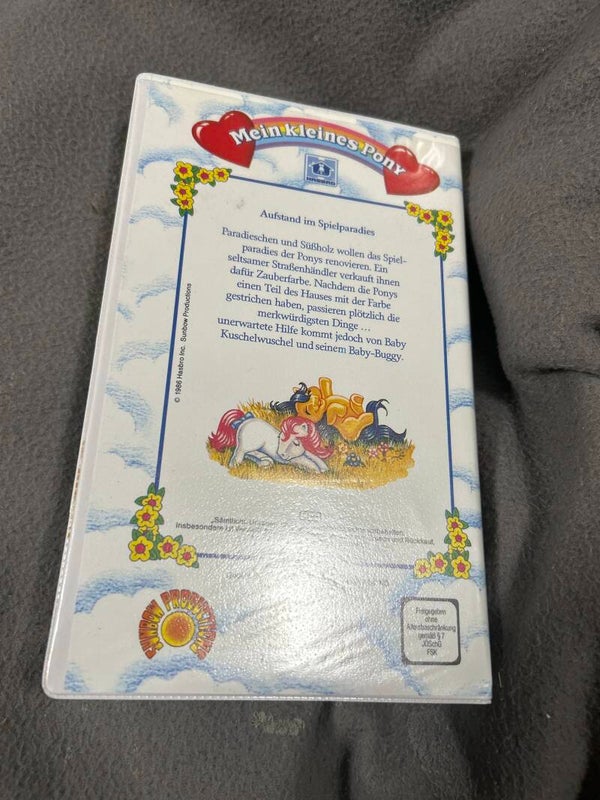 Mein kleines Pony
HASBRO
Aufstand im Spielparadies
Paradieschen und Süßholz wollen das Spiel-
paradies der Ponys renovieren. Ein
seltsamer Straßenhändler verkauft ihnen
dafür Zauberfarbe. Nachdem die Ponys
einen Teil des Hauses mit der Farbe
gestrichen haben, passieren plötzlich die
merkwürdigsten Dinge ...
unerwartete Hilfe kommt jedoch von Baby
Kuschelwuschel und seinem Baby-Buggy.
© 1986 Hasbro Inc. Sunbow Productions
"Sämtliche
Insbesondere
und Rückkauf,
SUNBOW PRODUCTIONS
Freigegeben
ohne
Altersbeschränkung
gemäß § 7
JÖSchG
FSK